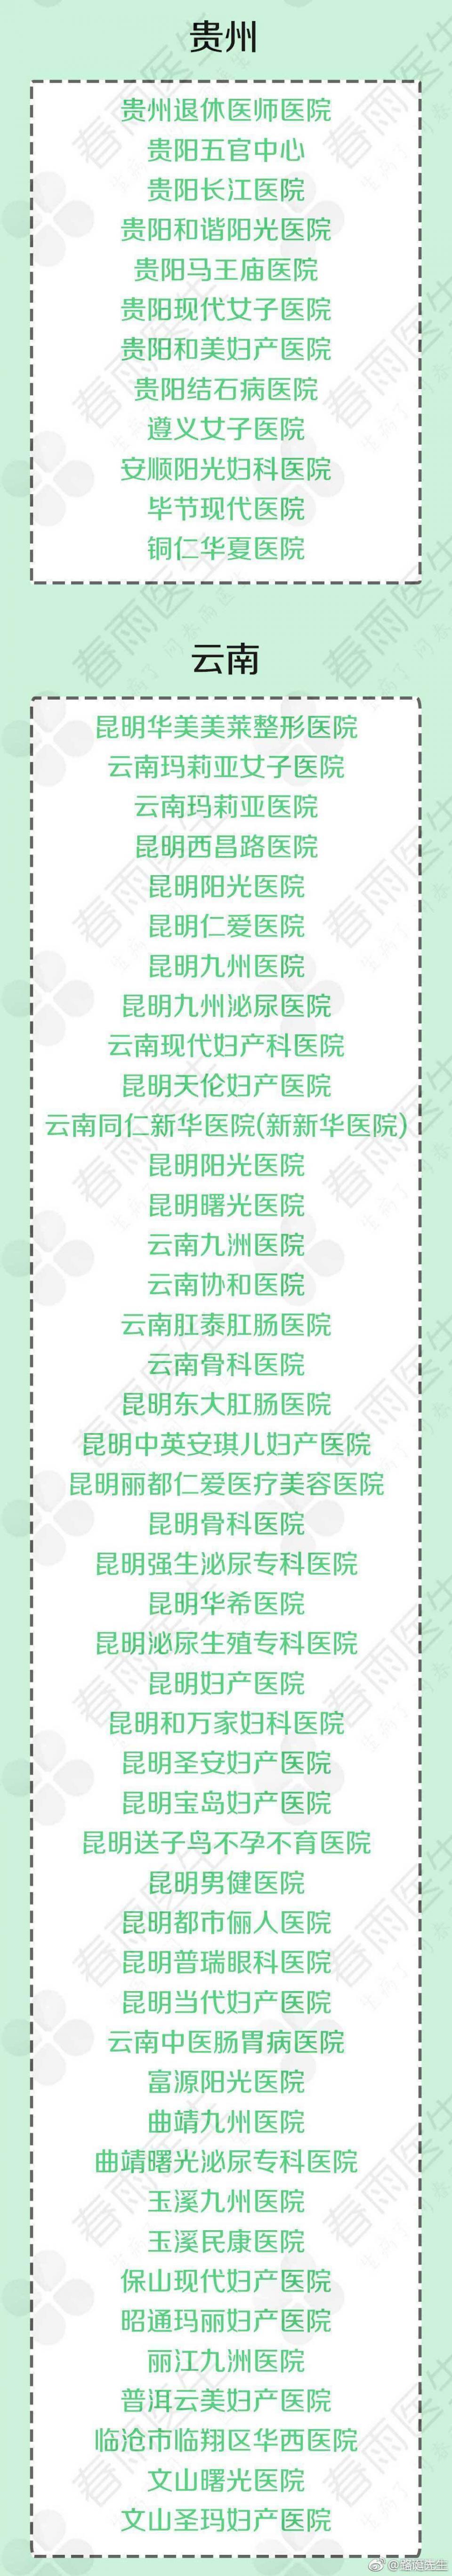 贵州
贵州退休医师医院
贵阳五官中心
贵阳长江医院
贵阳和谐阳光医院
贵阳马王庙医院
贵阳现代女子医院
贵阳和美妇产医院
贵阳结石病医院
遵义女子医院
安顺阳光妇科医院
毕节现代医院
铜仁华夏医院
云南
昆明华美美莱整形医院
云南玛莉亚女子医院
云南玛莉亚医院
昆明西昌路医院
昆明阳光医院
昆明仁爱医院
昆明九州医院
昆明九州泌尿医院
云南现代妇产科医院
昆明天伦妇产医院
云南同仁新华医院(新新华医院)
昆明阳光医院
昆明曙光医院
云南九洲医院
云南协和医院
云南肛泰肛肠医院
云南骨科医院
昆明东大肛肠医院
昆明中英安琪儿妇产医院
昆明丽都仁爱医疗美容医院
昆明骨科医院
昆明强生泌尿专科医院
昆明华希医院
昆明泌尿生殖专科医院
昆明妇产医院
昆明和万家妇科医院
昆明圣安妇产医院
昆明宝岛妇产医院
昆明送子鸟不孕不育医院
昆明男健医院
昆明都市俪人医院
昆明普瑞眼科医院
昆明当代妇产医院
云南中医肠胃病医院
富源阳光医院
曲靖九州医院
曲靖曙光泌尿专科医院
玉溪九州医院
玉溪民康医院
保山现代妇产医院
昭通玛丽妇产医院
丽江九洲医院
普洱云美妇产医院
临沧市临翔区华西医院
文山曙光医院
文山圣玛妇产医院
春雨医生